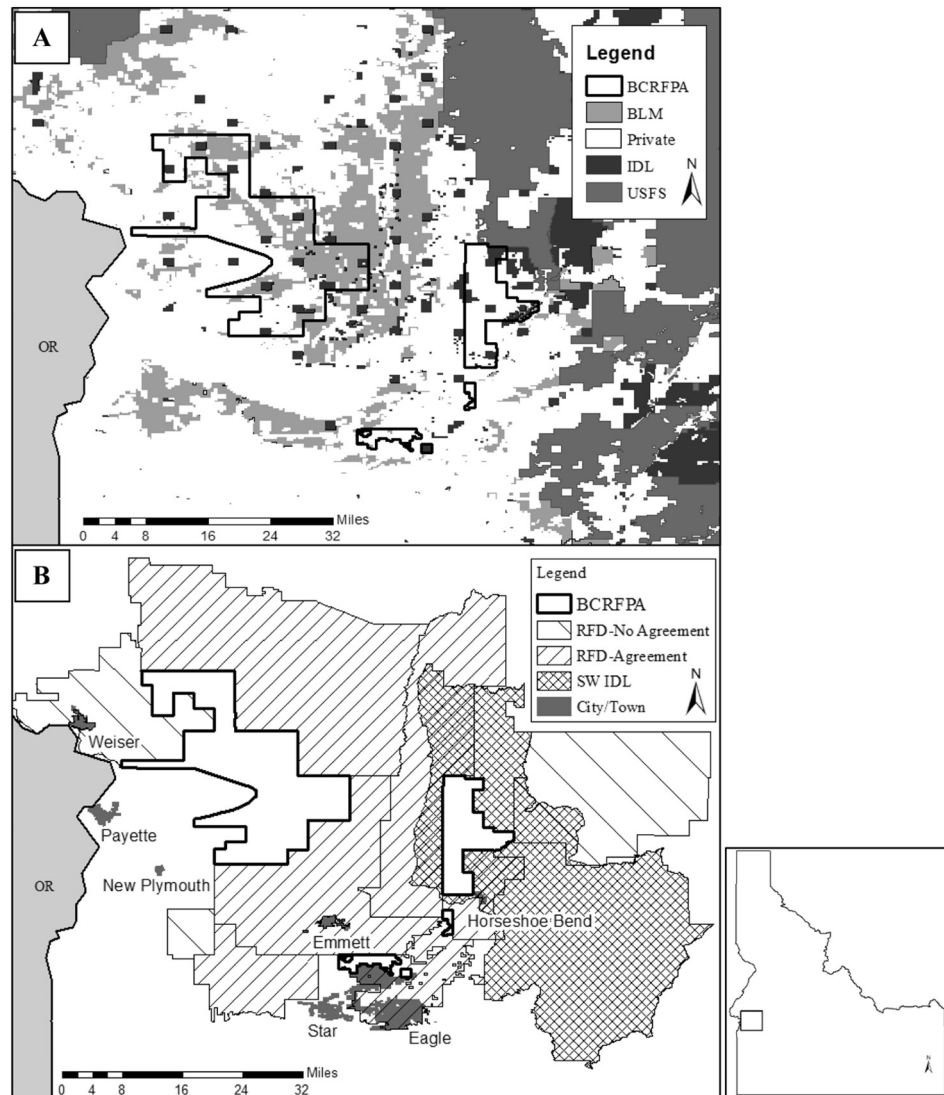 A
Legend
BCRFPA
BLM
Private
IDL
USFS
N
OR
Miles
0 4 8 16 24 32
B
Legend
BCRFPA
RFD-No Agreement
RFD-Agreement
SW IDL
City/Town
N
Weiser
Payette
OR
New Plymouth
Horseshoe Bend
Emmett
Star
Eagle
Miles
0 4 8 16 24 32
N